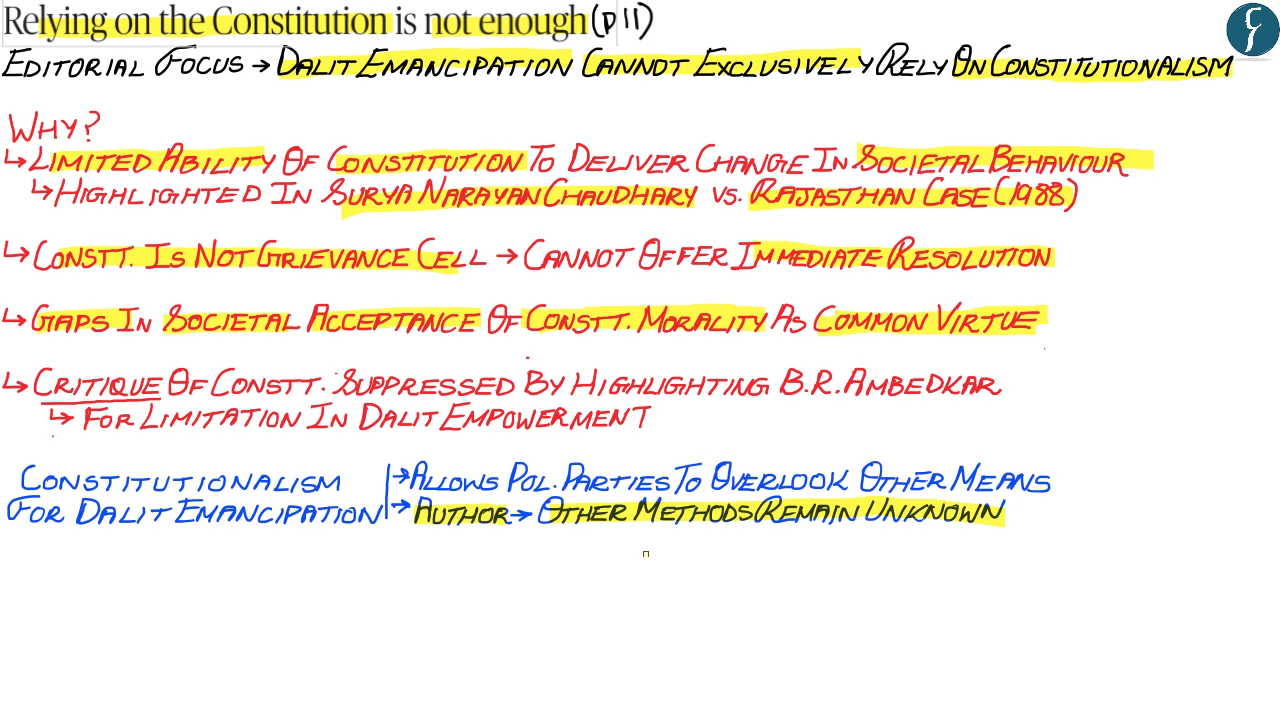 Relying on the Constitution is not enough (P11)
EDITORIAL FOCUS → DALIT EMANCIPATION CANNOT EXCLUSIVELY RELY ON CONSTITUTIONALISM
WHY?
↳ LIMITED ABILITY OF CONSTITUTION TO DELIVER CHANGE IN SOCIETAL BEHAVIOUR
↳ HIGHLIGHTED IN SURYA NARAYAN CHAUDHARY VS. RAJASTHAN CASE (1988)
↳ CONSTT. IS NOT GRIEVANCE CELL → CANNOT OFFER IMMEDIATE RESOLUTION
↳ GAPS IN SOCIETAL ACCEPTANCE OF CONSTT. MORALITY AS COMMON VIRTUE
↳ CRITIQUE OF CONSTT. SUPPRESSED BY HIGHLIGHTING B.R. AMBEDKAR
↳ FOR LIMITATION IN DALIT EMPOWERMENT
CONSTITUTIONALISM → ALLOWS POL. PARTIES TO OVERLOOK OTHER MEANS
FOR DALIT EMANCIPATION → AUTHOR → OTHER METHODS REMAIN UNKNOWN